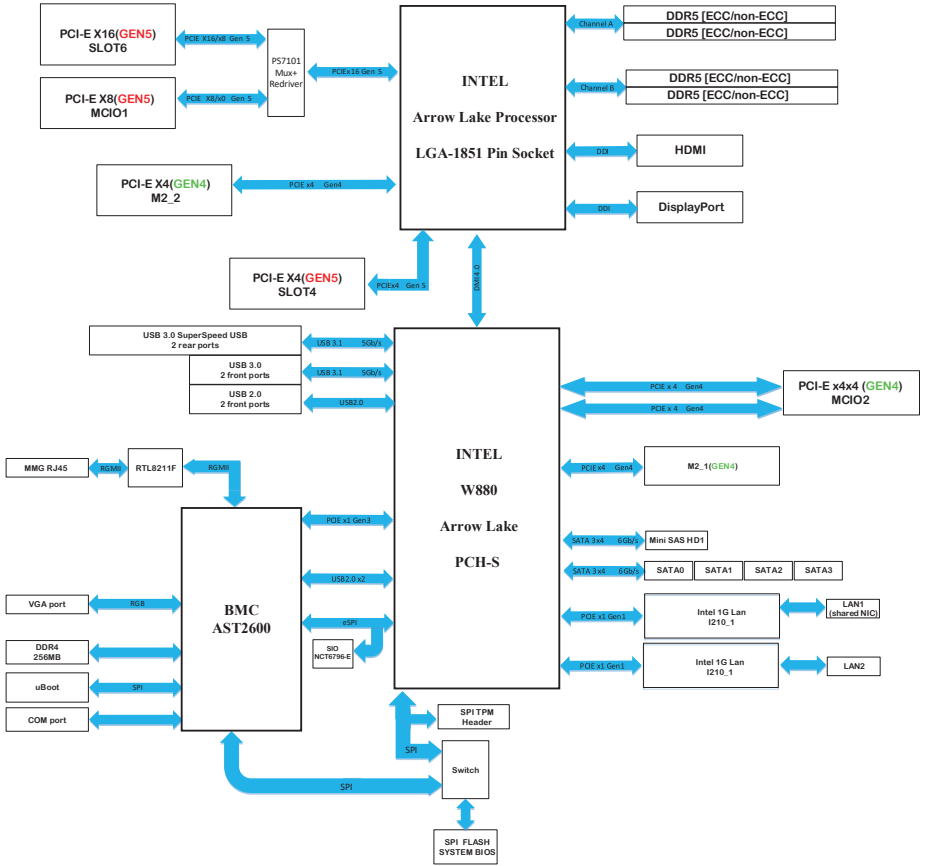 PCI-E X16(GEN5)
SLOT6
PCIE X16/x8 Gen 5
PCI-E X8(GEN5)
MCIO1
PCIE X8/x0 Gen 5
PS7101
Mux+
Redriver
PCIEx16 Gen 5
INTEL
Arrow Lake Processor
LGA-1851 Pin Socket
Channel A
DDR5 [ECC/non-ECC]
DDR5 [ECC/non-ECC]
Channel B
DDR5 [ECC/non-ECC]
DDR5 [ECC/non-ECC]
DDI
HDMI
DDI
DisplayPort
PCI-E X4(GEN4)
M2_2
PCIE x4 Gen4
PCI-E X4(GEN5)
SLOT4
PCIEx4 Gen 5
DMI4.0
USB 3.0 SuperSpeed USB
2 rear ports
USB 3.1 5Gb/s
USB 3.0
2 front ports
USB 3.1 5Gb/s
USB 2.0
2 front ports
USB2.0
INTEL
W880
Arrow Lake
PCH-S
PCIE x 4 Gen4
PCIE x 4 Gen4
PCI-E x4x4 (GEN4)
MCIO2
PCIE x4 Gen4
M2_1(GEN4)
SATA 3x4 6Gb/s
Mini SAS HD1
SATA 3x4 6Gb/s
SATA0
SATA1
SATA2
SATA3
PCIE x1 Gen1
Intel 1G Lan
I210_1
LAN1
(shared NIC)
PCIE x1 Gen1
Intel 1G Lan
I210_1
LAN2
MMG RJ45
RGMII
RTL8211F
RGMII
BMC
AST2600
PCIE x1 Gen3
USB2.0 x2
eSPI
SIO
NCT6796-E
VGA port
RGB
DDR4
256MB
uBoot
SPI
COM port
SPI TPM
Header
SPI
Switch
SPI
SPI FLASH
SYSTEM BIOS